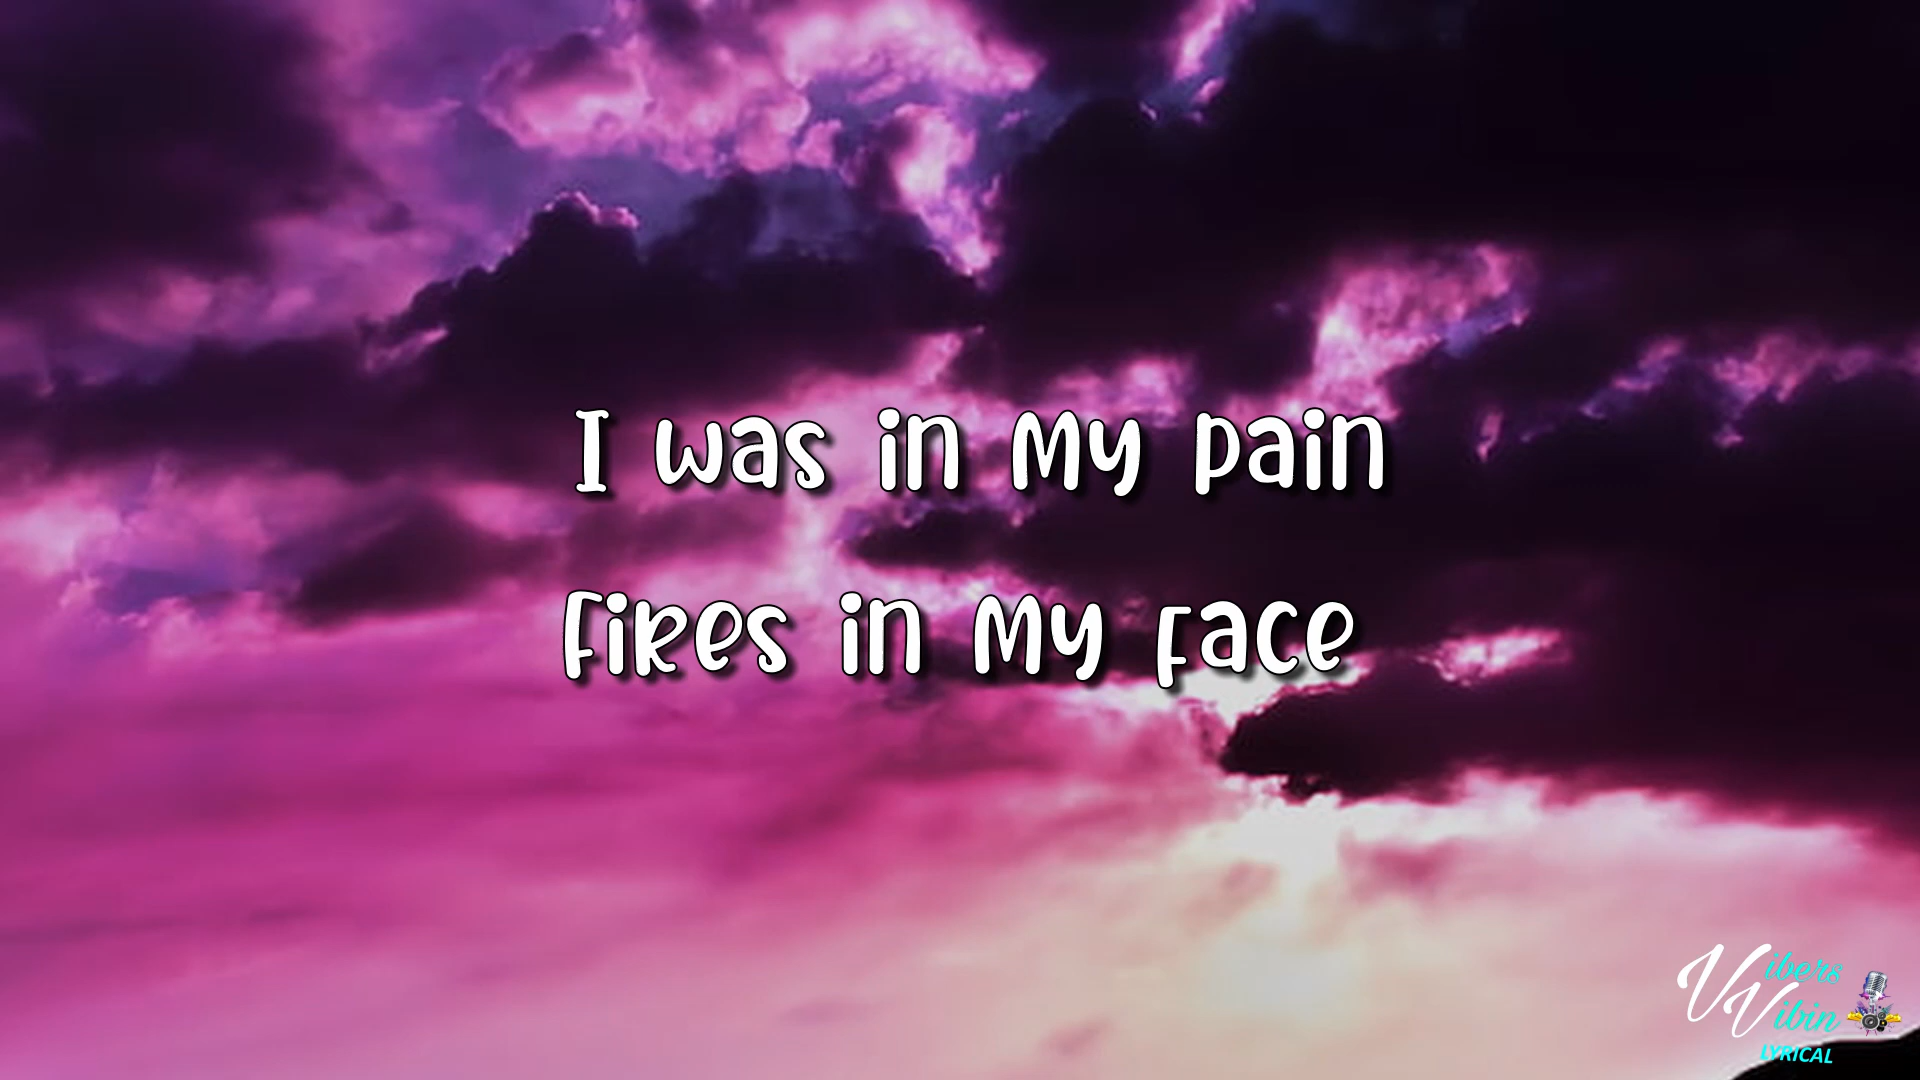 I was in my pain
fires in my face
Vibers
Vibin
LYRICAL